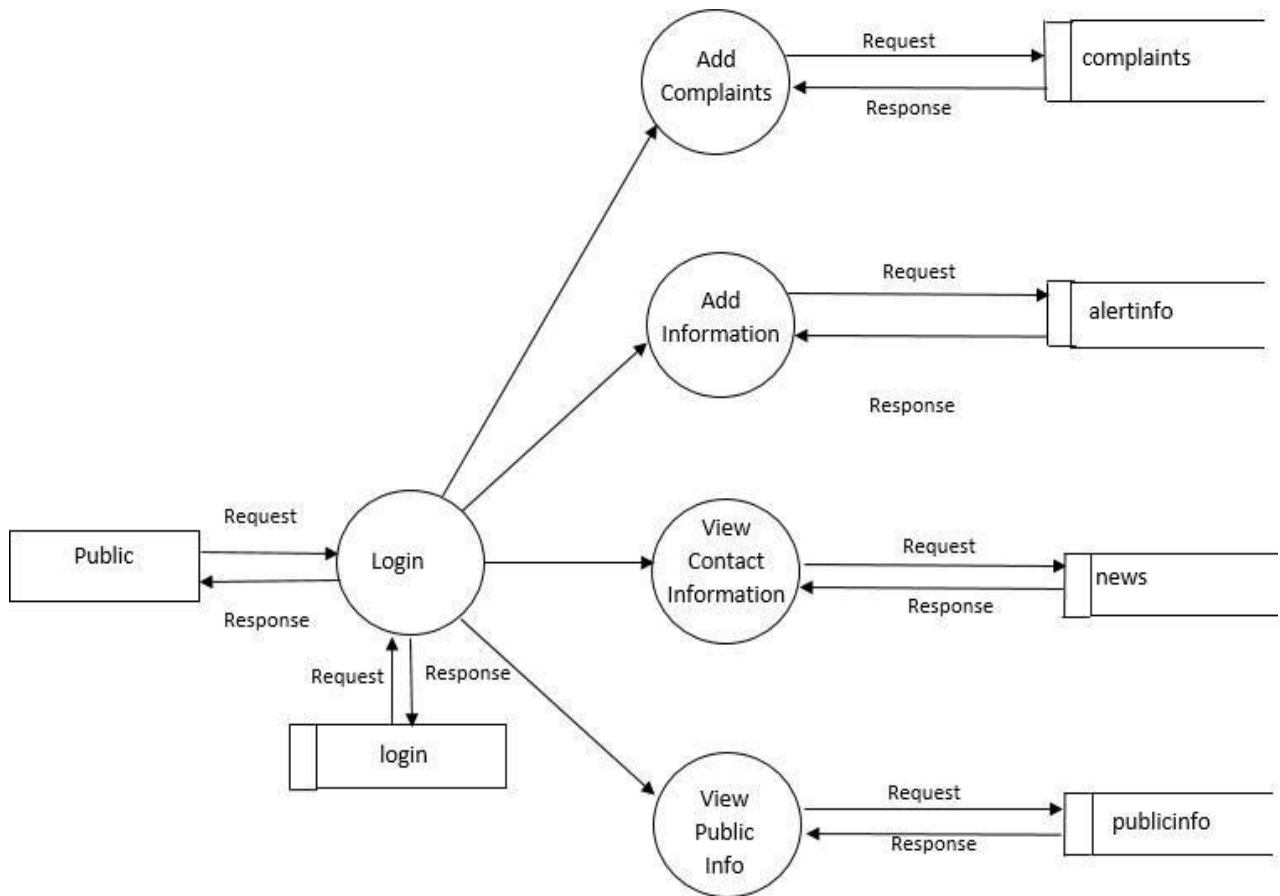 Add
Complaints
Request
Response
complaints
Add
Information
Request
Response
alertinfo
Public
Request
Response
Login
Request
Response
login
View
Contact
Information
Request
Response
news
View
Public
Info
Request
Response
publicinfo